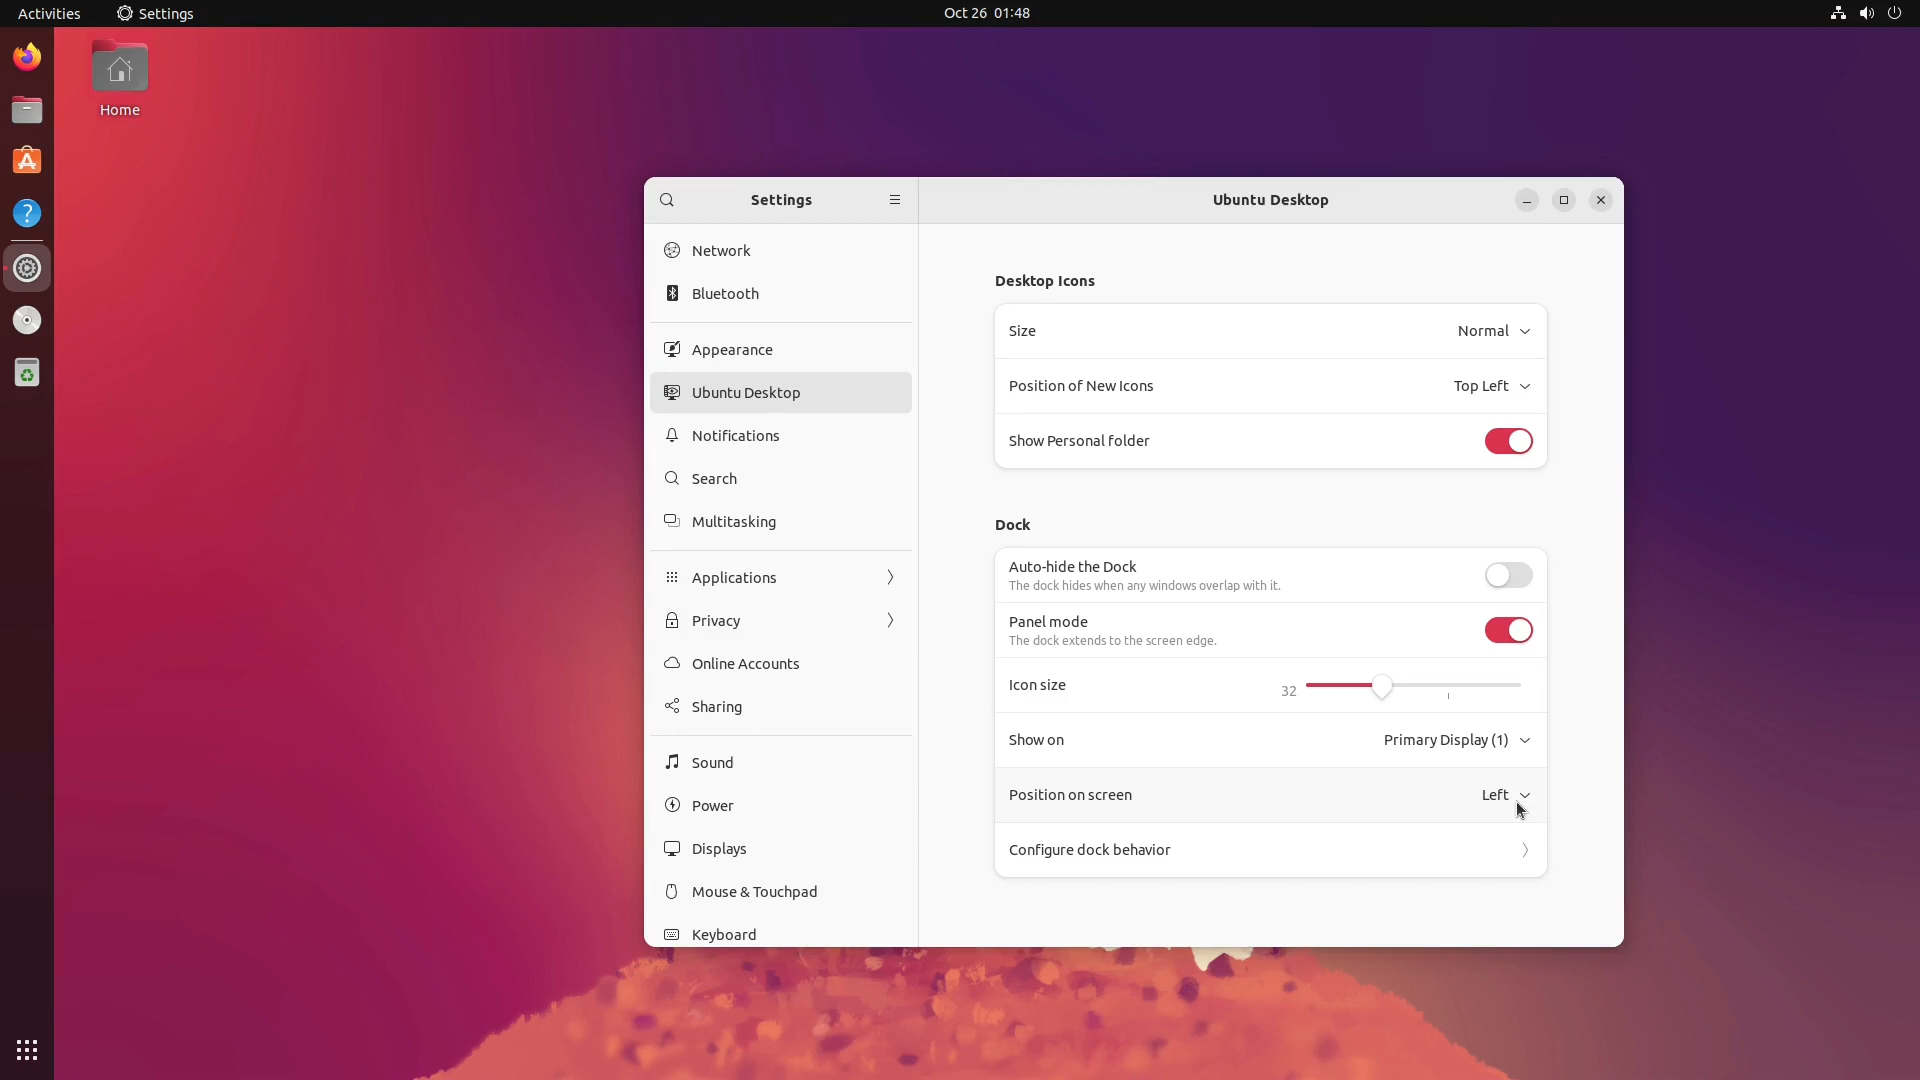 Activities
Settings
Oct 26 01:48
Home
Settings
Ubuntu Desktop
Network
Bluetooth
Appearance
Ubuntu Desktop
Notifications
Search
Multitasking
Applications
Privacy
Online Accounts
Sharing
Sound
Power
Displays
Mouse & Touchpad
Keyboard
Desktop Icons
Size Normal
Position of New Icons Top Left
Show Personal folder
Dock
Auto-hide the Dock
The dock hides when any windows overlap with it.
Panel mode
The dock extends to the screen edge.
Icon size 32
Show on Primary Display (1)
Position on screen Left
Configure dock behavior